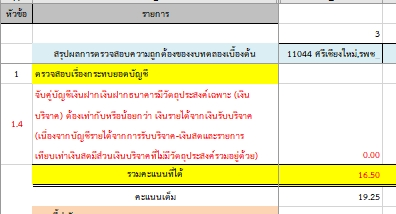 หัวข้อ รายการ
3
สรุปผลการตรวจสอบความถูกต้องของงบทดลองเบื้องต้น 11044 ศรีเชียงใหม่,รพช_
1 ตรวจสอบเรื่องกระทบยอดบัญชี
จับคู่บัญชีเงินฝากเงินฝากธนาคารมีวัตถุประสงค์เฉพาะ (เงิน
บริจาค) ต้องเท่ากับหรือน้อยกว่า เงินรายได้จากเงินรับบริจาค
1.4 (เนื่องจากบัญชีรายได้จากการรับบริจาค-เงินสดและรายการ
เทียบเท่าเงินสดมีส่วนเงินบริจาคที่ไม่มีวัตถุประสงค์รวมอยู่ด้วย) 0.00
รวมคะแนนที่ได้ 16.50
คะแนนเต็ม 19.25